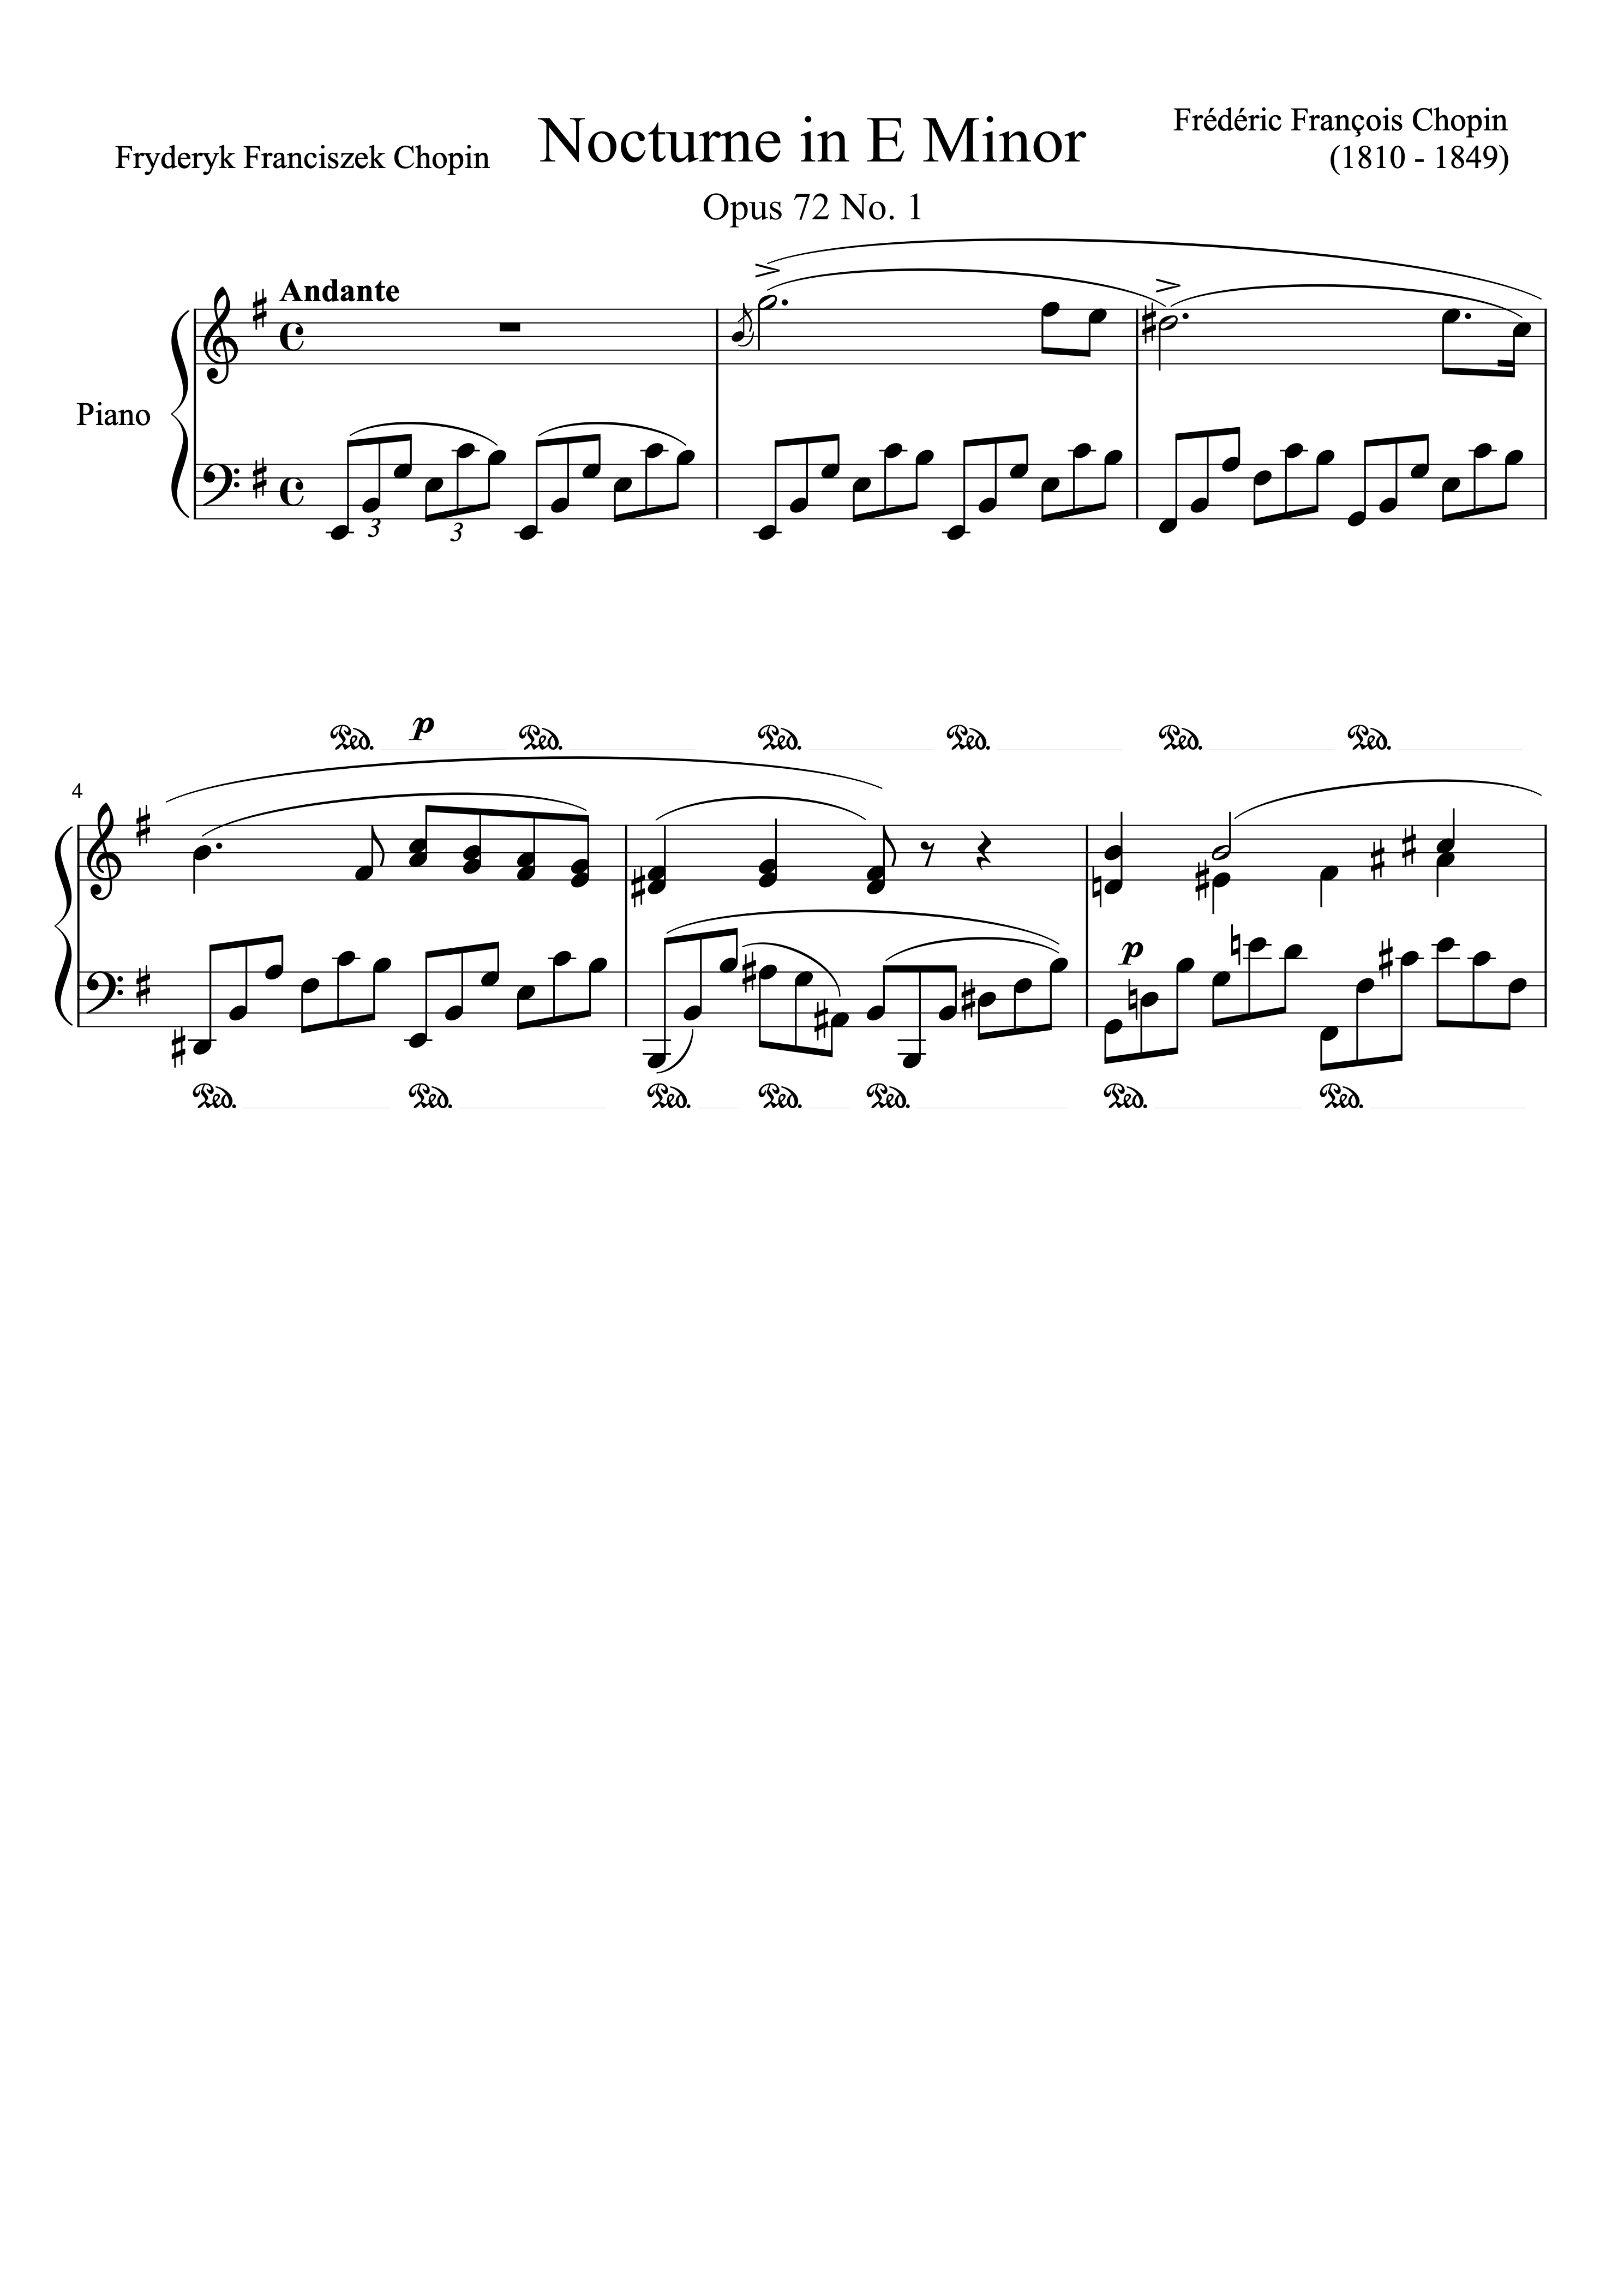 Nocturne in E Minor
Opus 72 No. 1
Fryderyk Franciszek Chopin
Frédéric François Chopin
(1810 - 1849)
Andante
Piano
3 3
Ped. p Ped. Ped. Ped. Ped. Ped.
4
p
Ped. Ped. Ped. Ped. Ped. Ped. Ped.